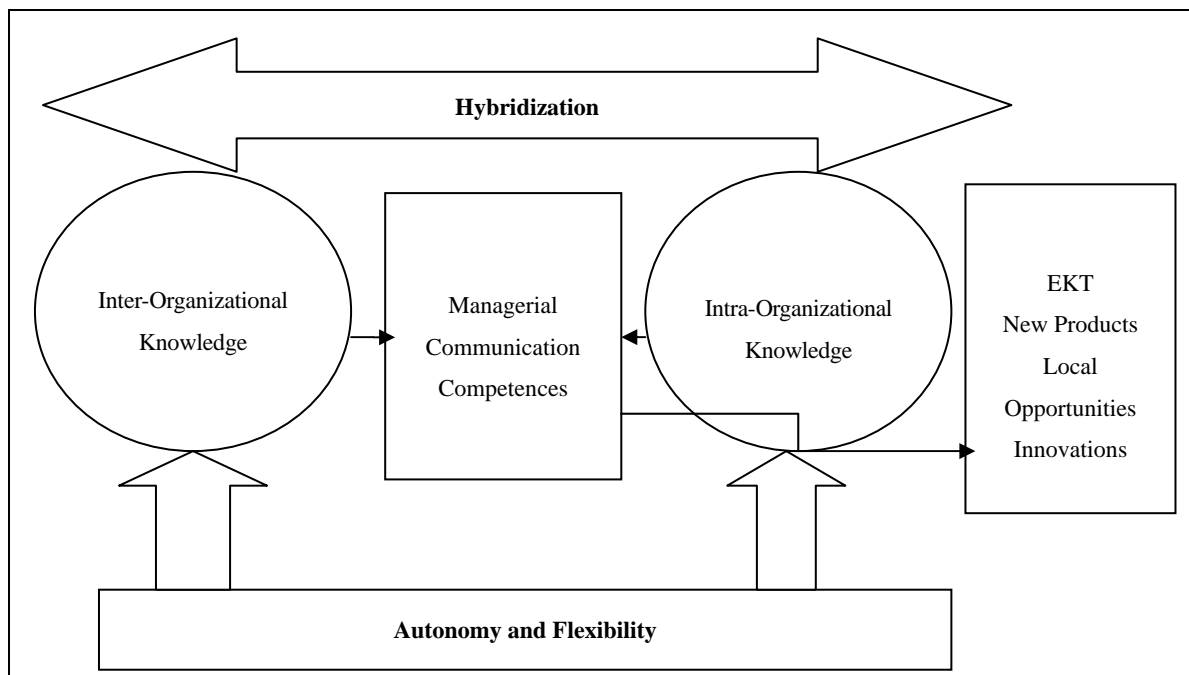 Hybridization
Inter-Organizational
Knowledge
Managerial
Communication
Competences
Intra-Organizational
Knowledge
EKT
New Products
Local
Opportunities
Innovations
Autonomy and Flexibility